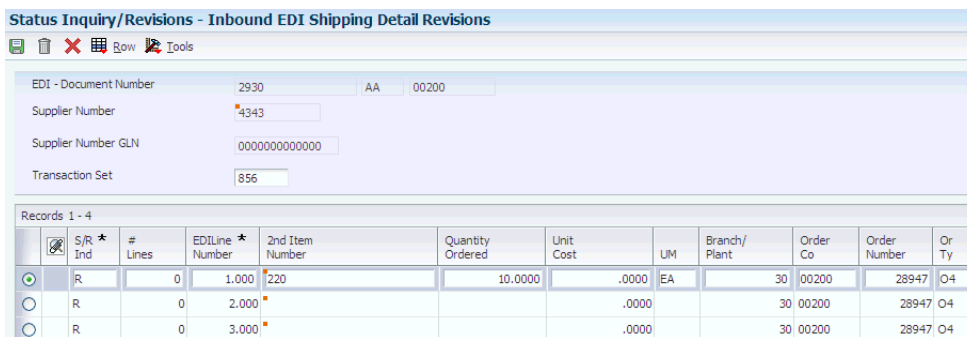 Status Inquiry/Revisions - Inbound EDI Shipping Detail Revisions
Row Tools
EDI - Document Number 2930 AA 00200
Supplier Number 4343
Supplier Number GLN 0000000000000
Transaction Set 856
Records 1 - 4
S/R * # EDILine * 2nd Item Quantity Unit Branch/ Order Order Or
Ind Lines Number Number Ordered Cost UM Plant Co Number Ty
R 0 1.000 220 10.0000 .0000 EA 30 00200 28947 O4
R 0 2.000 .0000 30 00200 28947 O4
R 0 3.000 .0000 30 00200 28947 O4